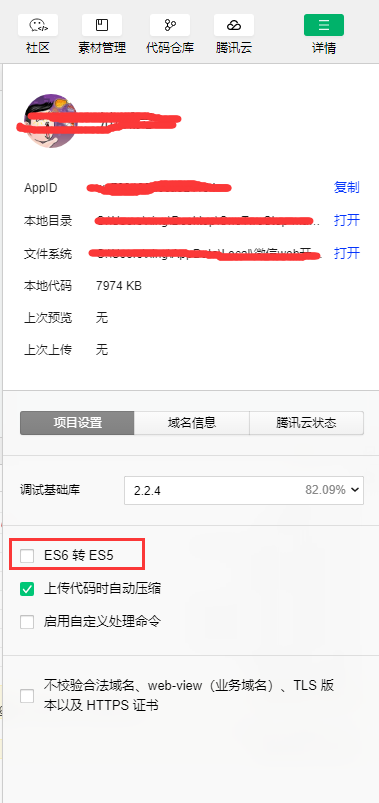 社区 素材管理 代码仓库 腾讯云 详情
AppID 复制
本地目录 打开
文件系统 打开
本地代码 7974 KB
上次预览 无
上次上传 无
项目设置 域名信息 腾讯云状态
调试基础库 2.2.4 82.09%
ES6 转 ES5
上传代码时自动压缩
启用自定义处理命令
不校验合法域名、web-view（业务域名）、TLS 版
本以及 HTTPS 证书